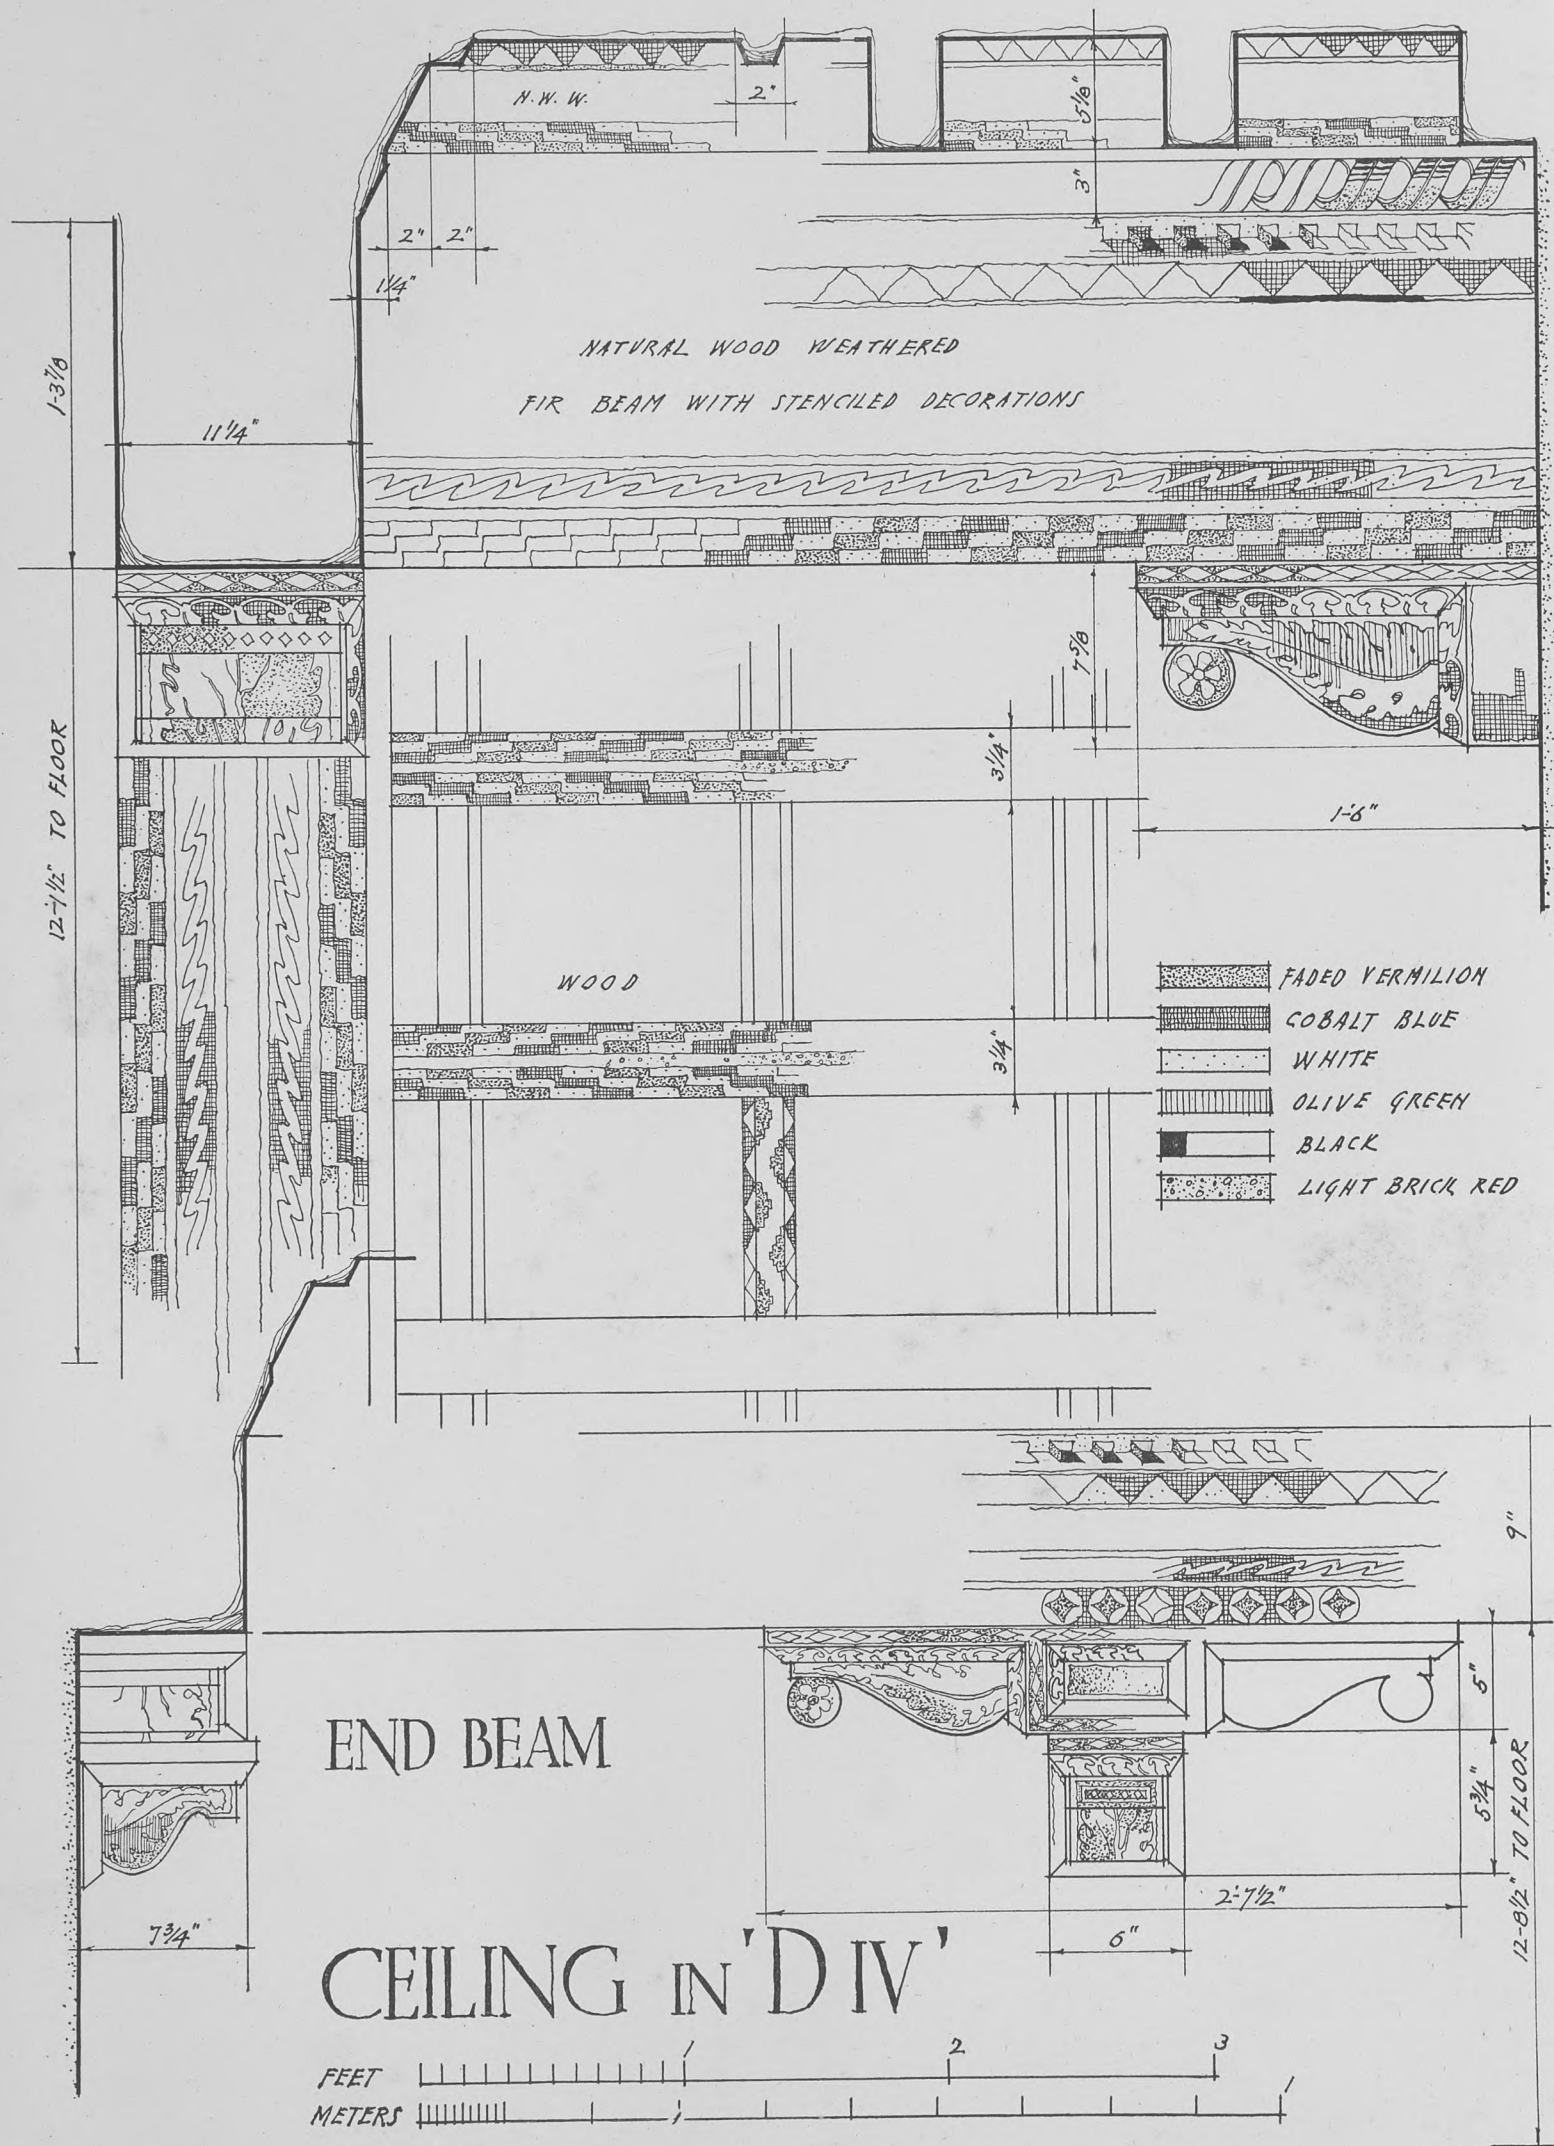 N.W.W.
2"
5 1/8"
3"
2"
2"
1 1/4"
1-3 7/8
NATURAL WOOD WEATHERED
FIR BEAM WITH STENCILED DECORATIONS
11 1/4"
7 5/8
12'-1 1/2" TO FLOOR
3 1/4"
1'-6"
WOOD
3 1/4"
FADED VERMILION
COBALT BLUE
WHITE
OLIVE GREEN
BLACK
LIGHT BRICK RED
9"
END BEAM
5"
5 3/4"
12-8 1/2" TO FLOOR
2'-7 1/2"
6"
7 3/4"
CEILING IN 'D IV'
1 2 3
FEET
METERS
1